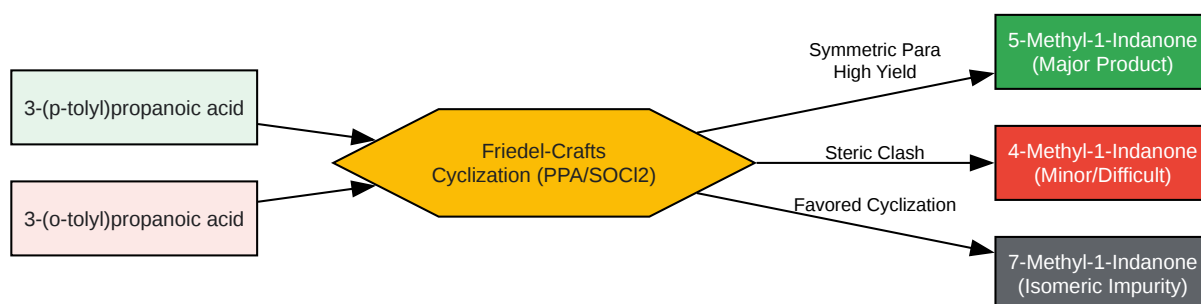 3-(p-tolyl)propanoic acid
3-(o-tolyl)propanoic acid
Friedel-Crafts
Cyclization (PPA/SOCl2)
Symmetric Para
High Yield
Steric Clash
Favored Cyclization
5-Methyl-1-Indanone
(Major Product)
4-Methyl-1-Indanone
(Minor/Difficult)
7-Methyl-1-Indanone
(Isomeric Impurity)